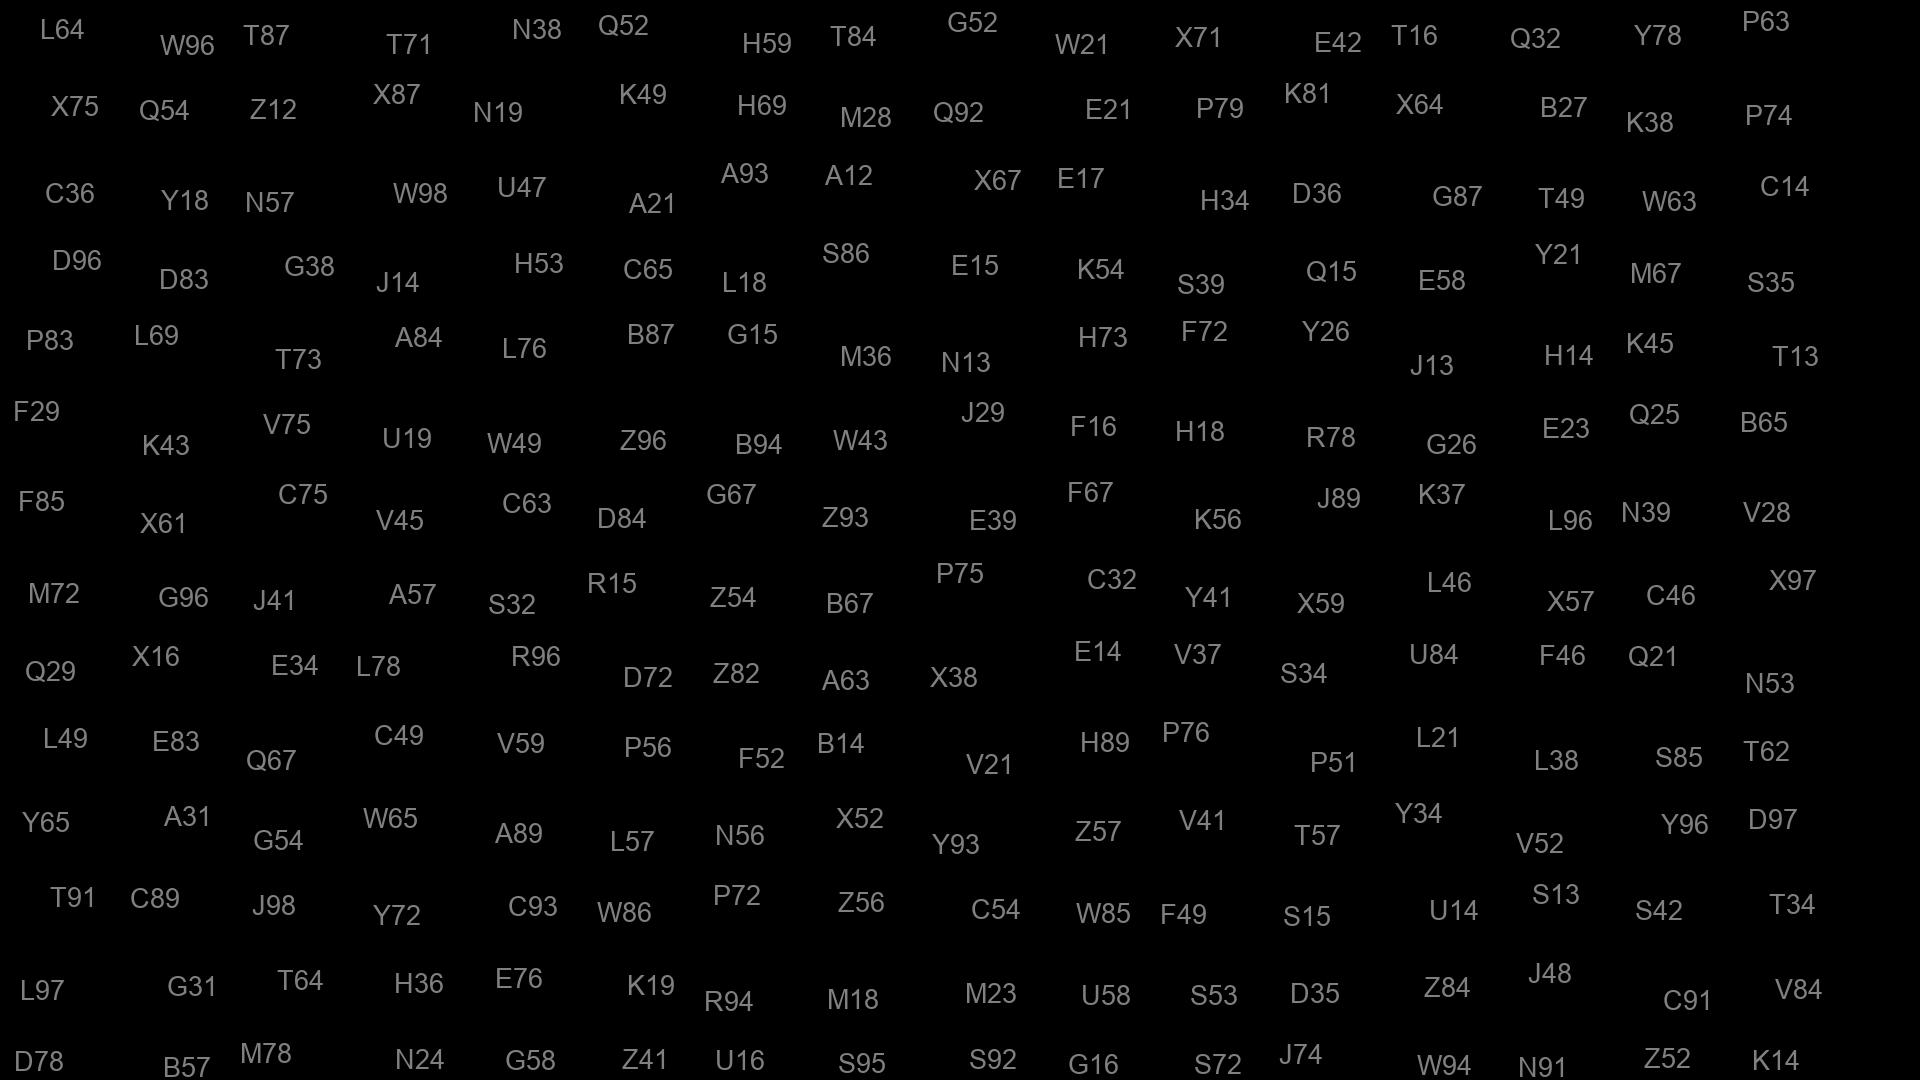 L64 W96 T87 T71 N38 Q52 H59 T84 G52 W21 X71 E42 T16 Q32 Y78 P63
X75 Q54 Z12 X87 N19 K49 H69 M28 Q92 E21 P79 K81 X64 B27 K38 P74
C36 Y18 N57 W98 U47 A21 A93 A12 X67 E17 H34 D36 G87 T49 W63 C14
D96 D83 G38 J14 H53 C65 L18 S86 E15 K54 S39 Q15 E58 Y21 M67 S35
P83 L69 T73 A84 L76 B87 G15 M36 N13 H73 F72 Y26 J13 H14 K45 T13
F29 K43 V75 U19 W49 Z96 B94 W43 J29 F16 H18 R78 G26 E23 Q25 B65
F85 X61 C75 V45 C63 D84 G67 Z93 E39 F67 K56 J89 K37 L96 N39 V28
M72 G96 J41 A57 S32 R15 Z54 B67 P75 C32 Y41 X59 L46 X57 C46 X97
Q29 X16 E34 L78 R96 D72 Z82 A63 X38 E14 V37 S34 U84 F46 Q21 N53
L49 E83 Q67 C49 V59 P56 F52 B14 V21 H89 P76 P51 L21 L38 S85 T62
Y65 A31 G54 W65 A89 L57 N56 X52 Y93 Z57 V41 T57 Y34 V52 Y96 D97
T91 C89 J98 Y72 C93 W86 P72 Z56 C54 W85 F49 S15 U14 S13 S42 T34
L97 G31 T64 H36 E76 K19 R94 M18 M23 U58 S53 D35 Z84 J48 C91 V84
D78 B57 M78 N24 G58 Z41 U16 S95 S92 G16 S72 J74 W94 N91 Z52 K14